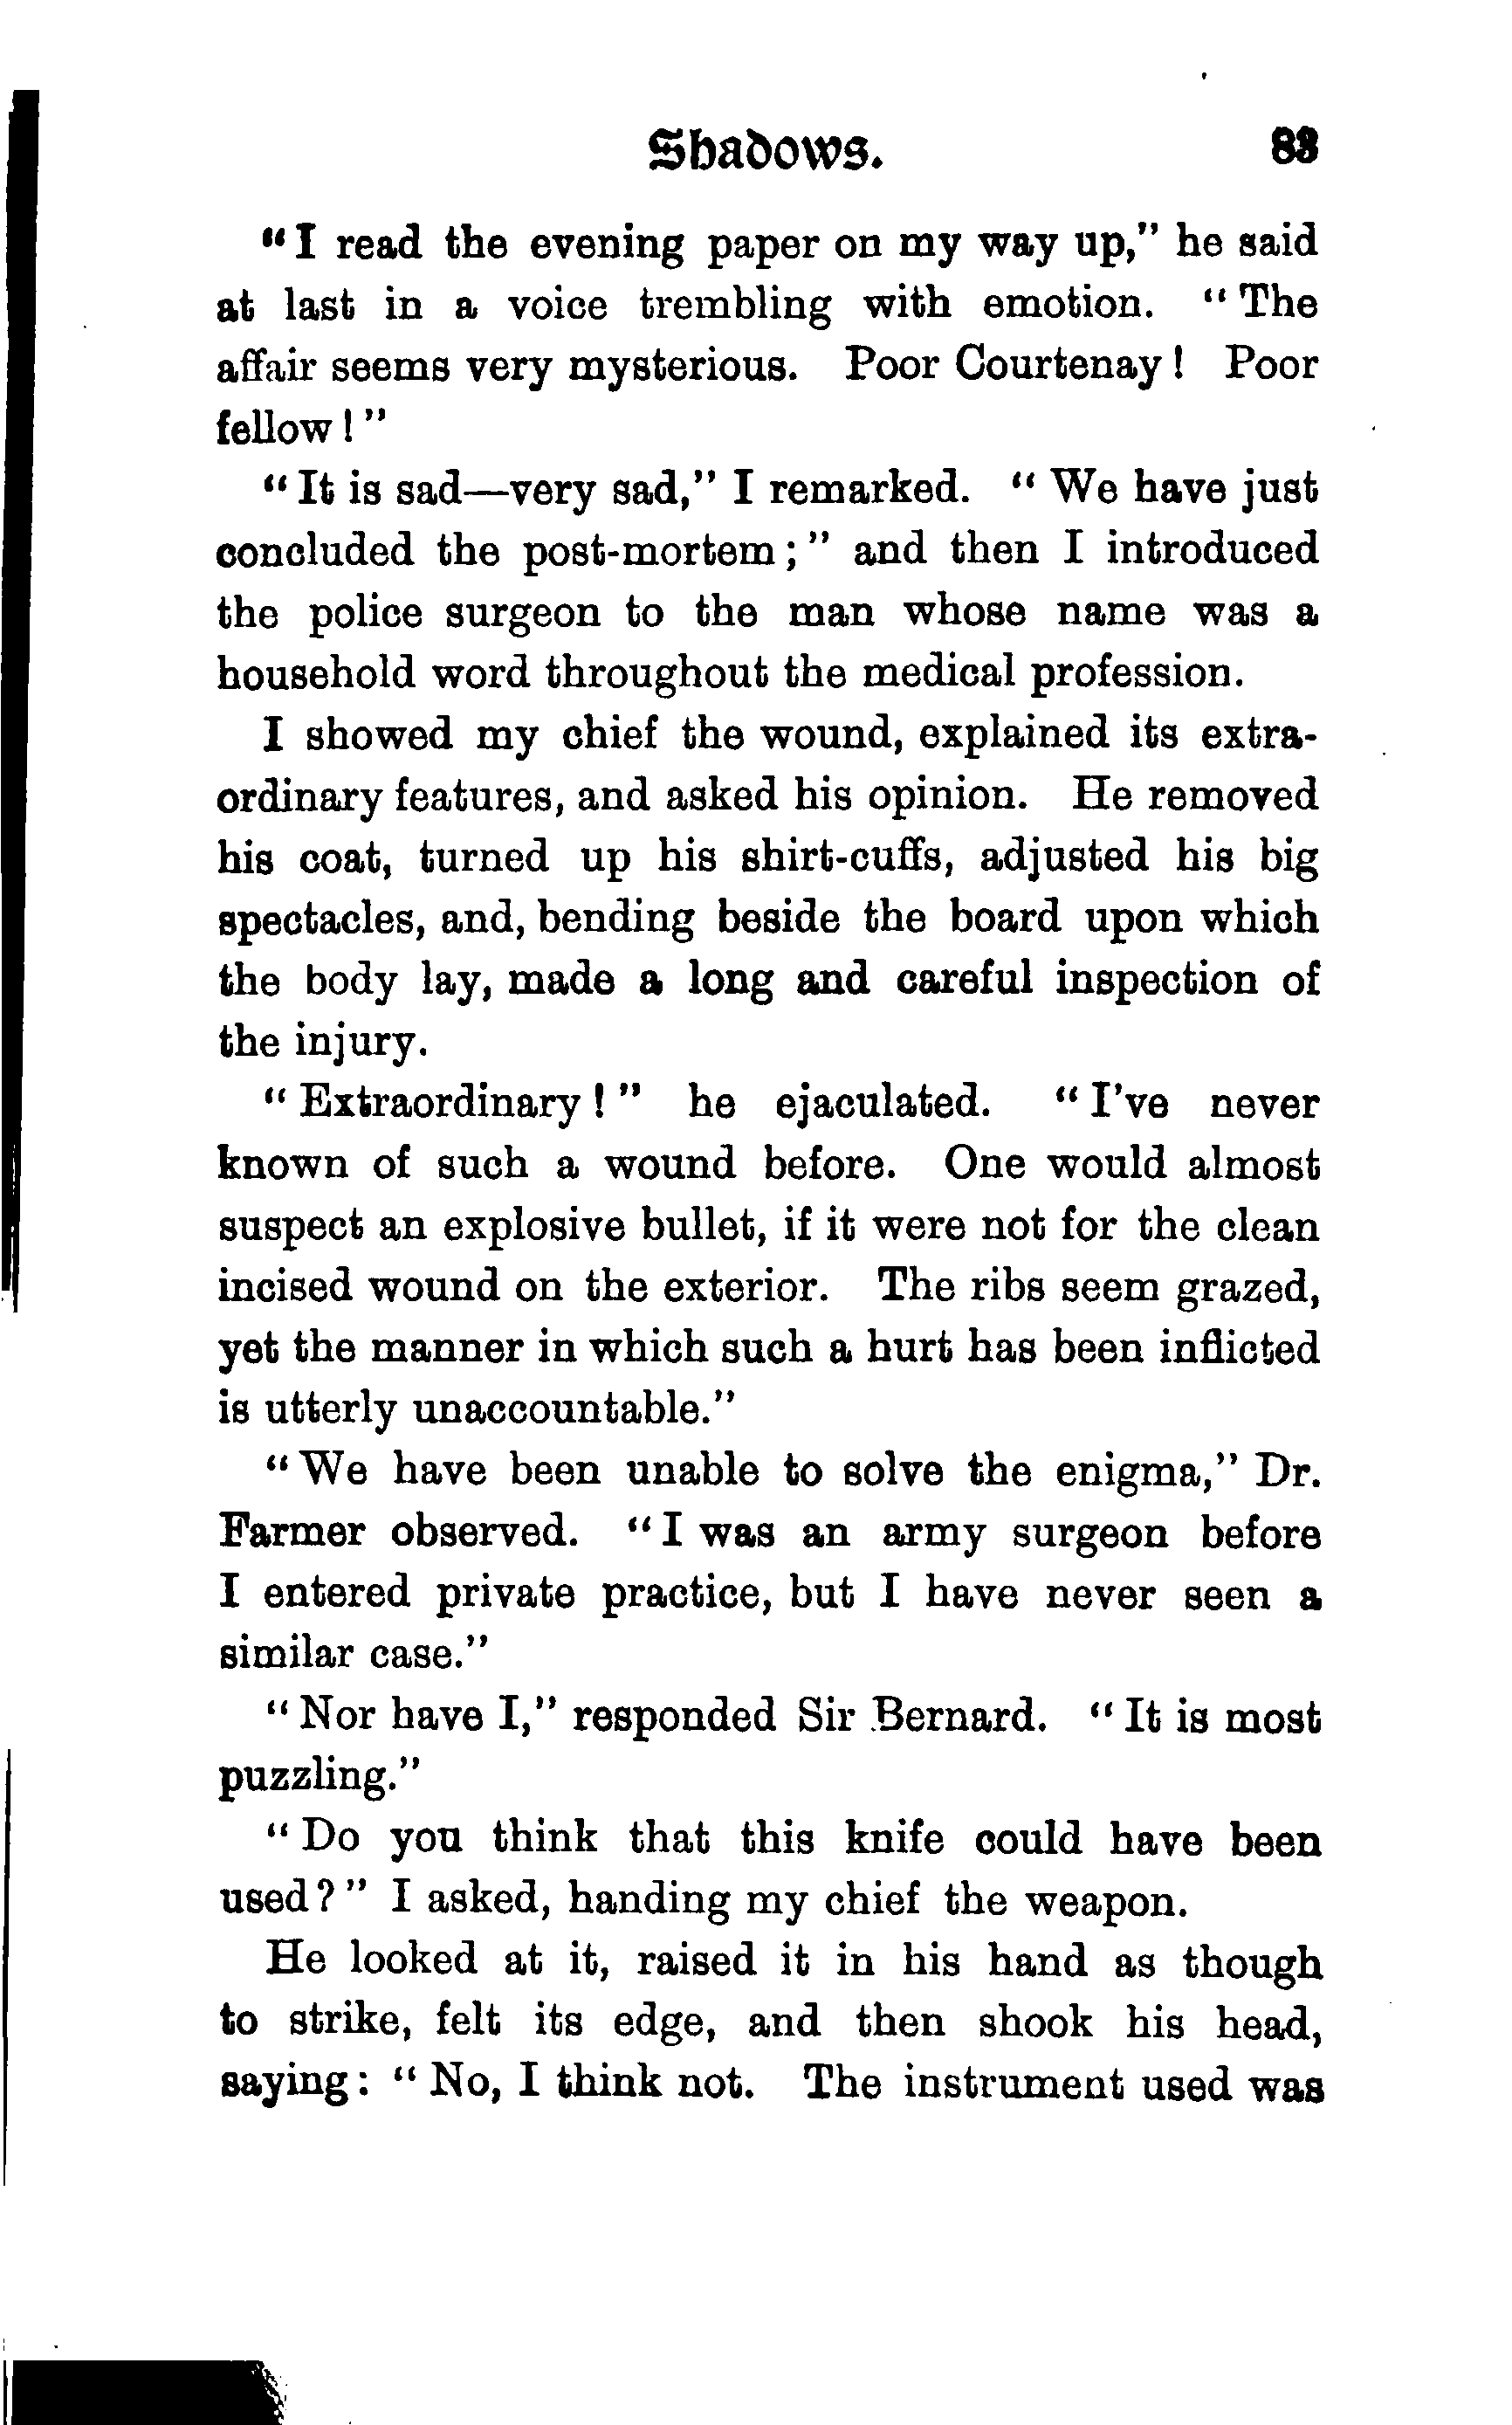 Shadows. 83
"I read the evening paper on my way up," he said
at last in a voice trembling with emotion. "The
affair seems very mysterious. Poor Courtenay! Poor
fellow!"
"It is sad—very sad," I remarked. "We have just
concluded the post-mortem;" and then I introduced
the police surgeon to the man whose name was a
household word throughout the medical profession.
I showed my chief the wound, explained its extra-
ordinary features, and asked his opinion. He removed
his coat, turned up his shirt-cuffs, adjusted his big
spectacles, and, bending beside the board upon which
the body lay, made a long and careful inspection of
the injury.
"Extraordinary!" he ejaculated. "I've never
known of such a wound before. One would almost
suspect an explosive bullet, if it were not for the clean
incised wound on the exterior. The ribs seem grazed,
yet the manner in which such a hurt has been inflicted
is utterly unaccountable."
"We have been unable to solve the enigma," Dr.
Farmer observed. "I was an army surgeon before
I entered private practice, but I have never seen a
similar case."
"Nor have I," responded Sir Bernard. "It is most
puzzling."
"Do you think that this knife could have been
used?" I asked, handing my chief the weapon.
He looked at it, raised it in his hand as though
to strike, felt its edge, and then shook his head,
saying: "No, I think not. The instrument used was